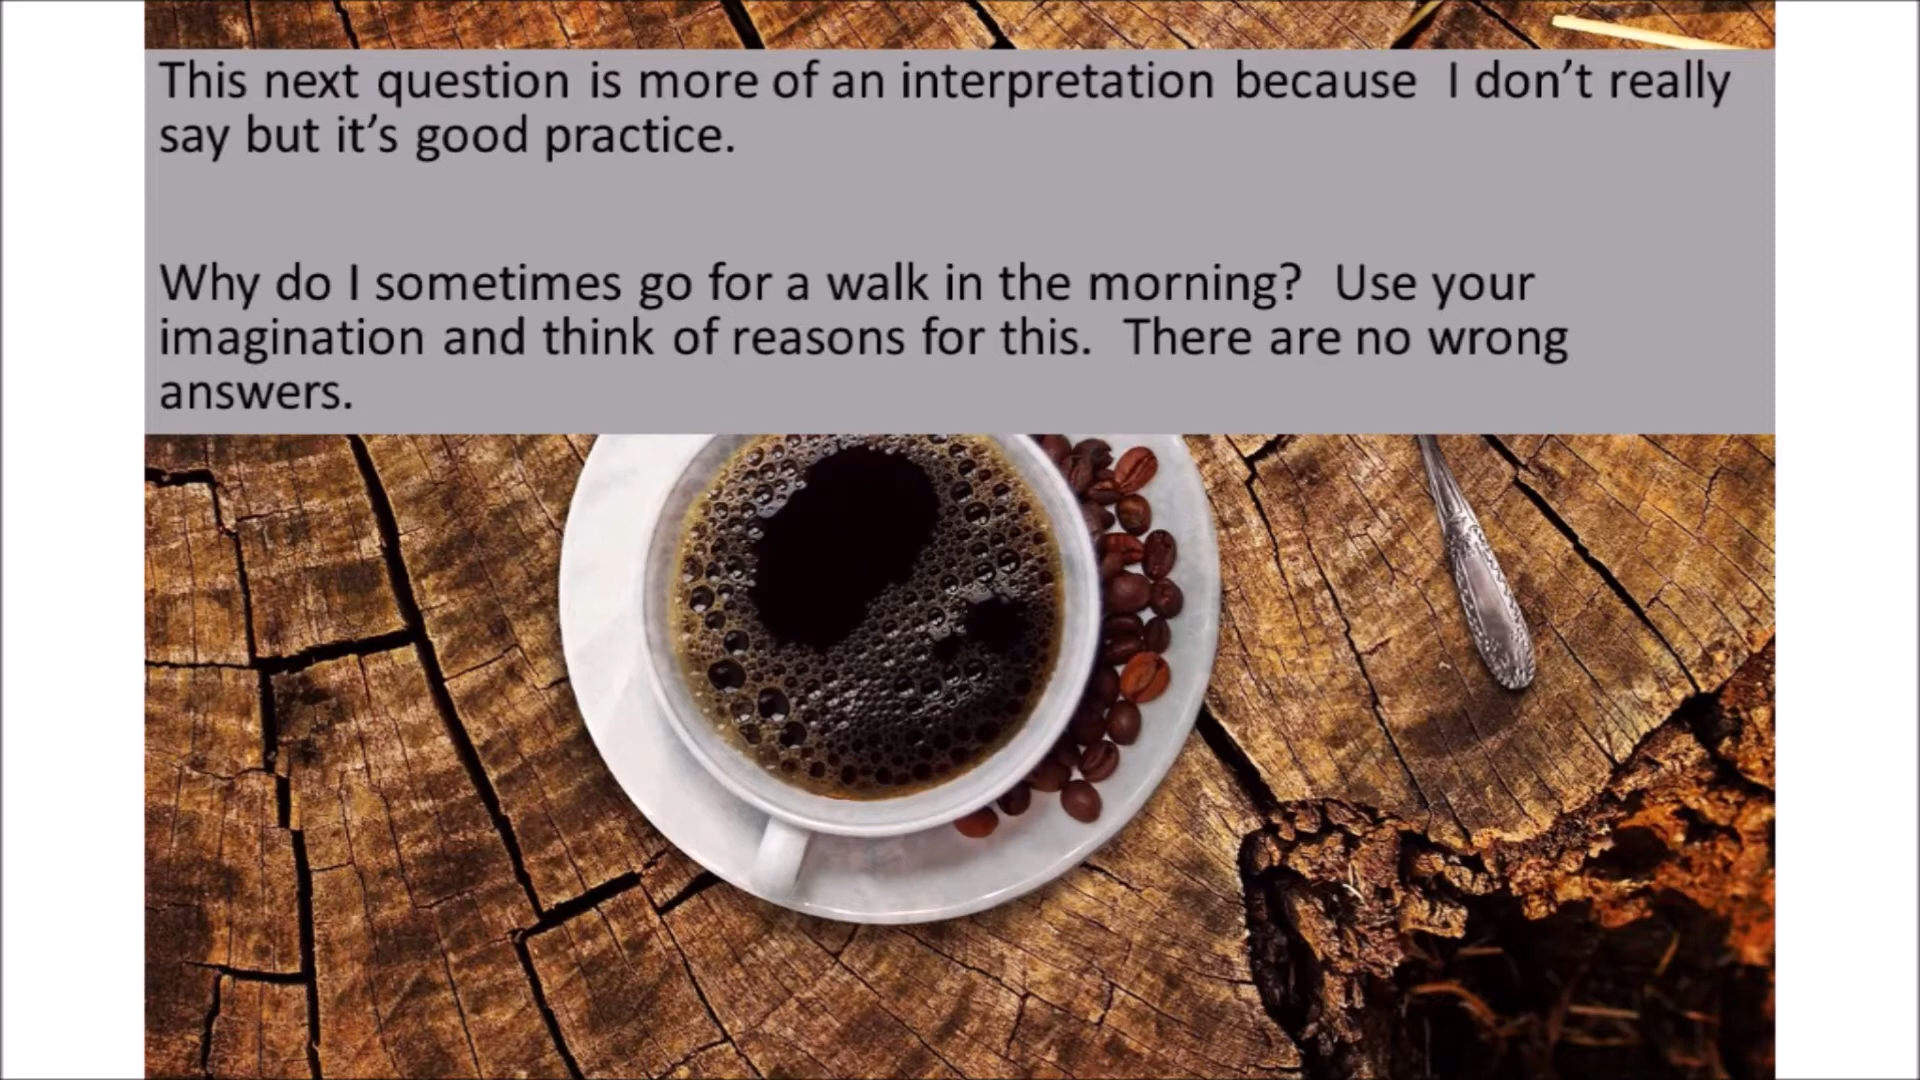 This next question is more of an interpretation because  I don’t really
say but it’s good practice.
Why do I sometimes go for a walk in the morning?  Use your
imagination and think of reasons for this.  There are no wrong
answers.